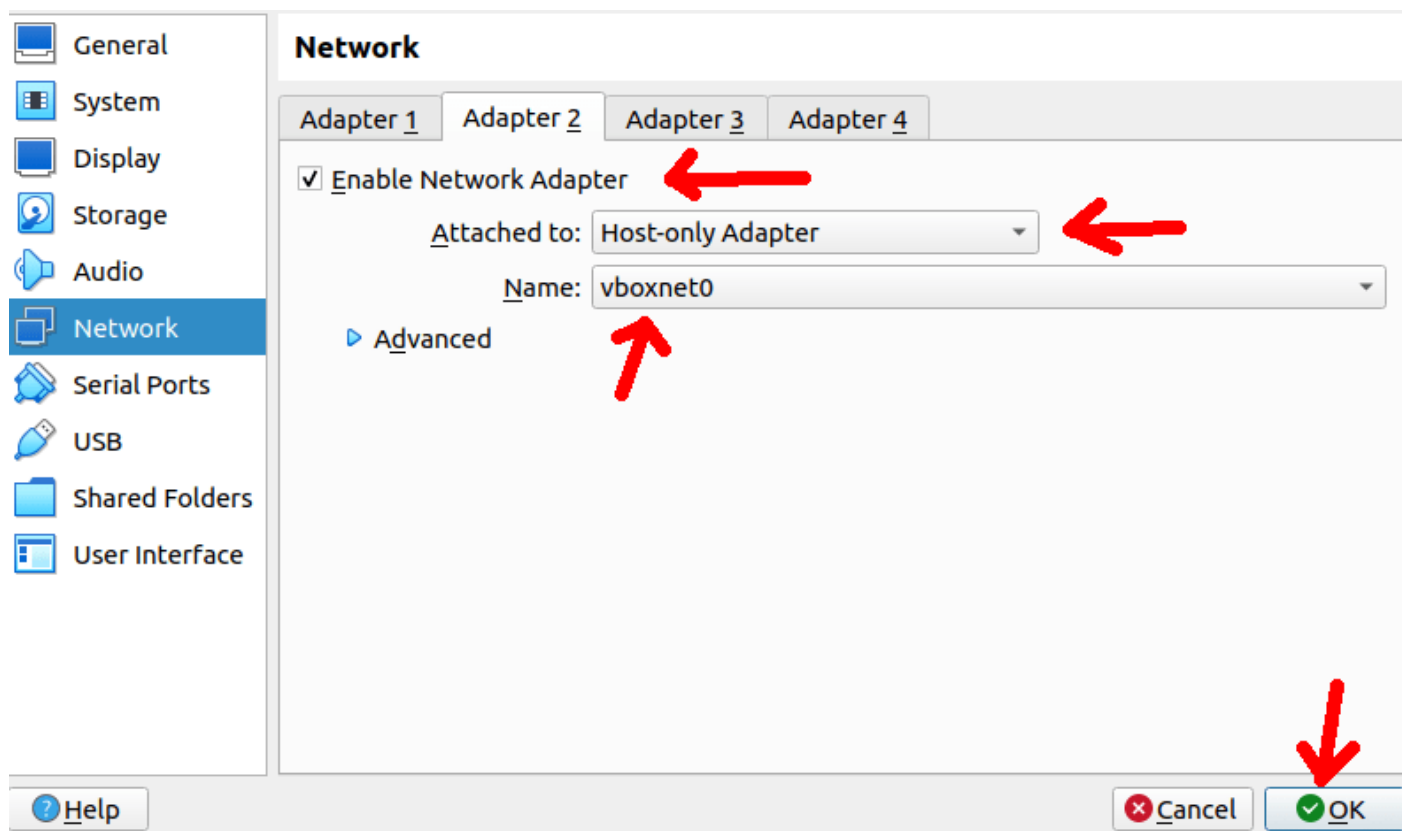 General
System
Display
Storage
Audio
Network
Serial Ports
USB
Shared Folders
User Interface
Network
Adapter 1 Adapter 2 Adapter 3 Adapter 4
Enable Network Adapter
Attached to: Host-only Adapter
Name: vboxnet0
Advanced
Help Cancel OK